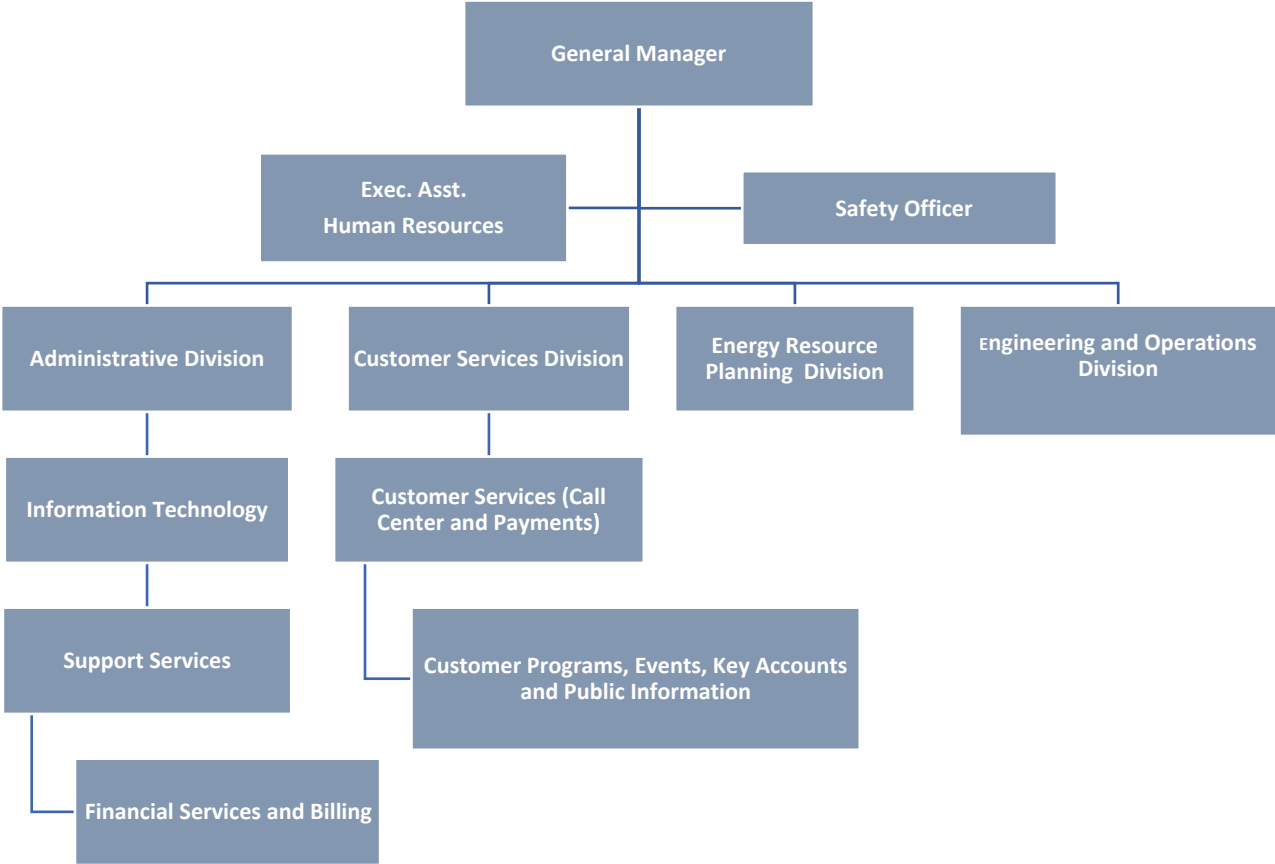 General Manager
Exec. Asst.
Human Resources
Safety Officer
Administrative Division
Customer Services Division
Energy Resource
Planning Division
Engineering and Operations
Division
Information Technology
Customer Services (Call
Center and Payments)
Support Services
Customer Programs, Events, Key Accounts
and Public Information
Financial Services and Billing